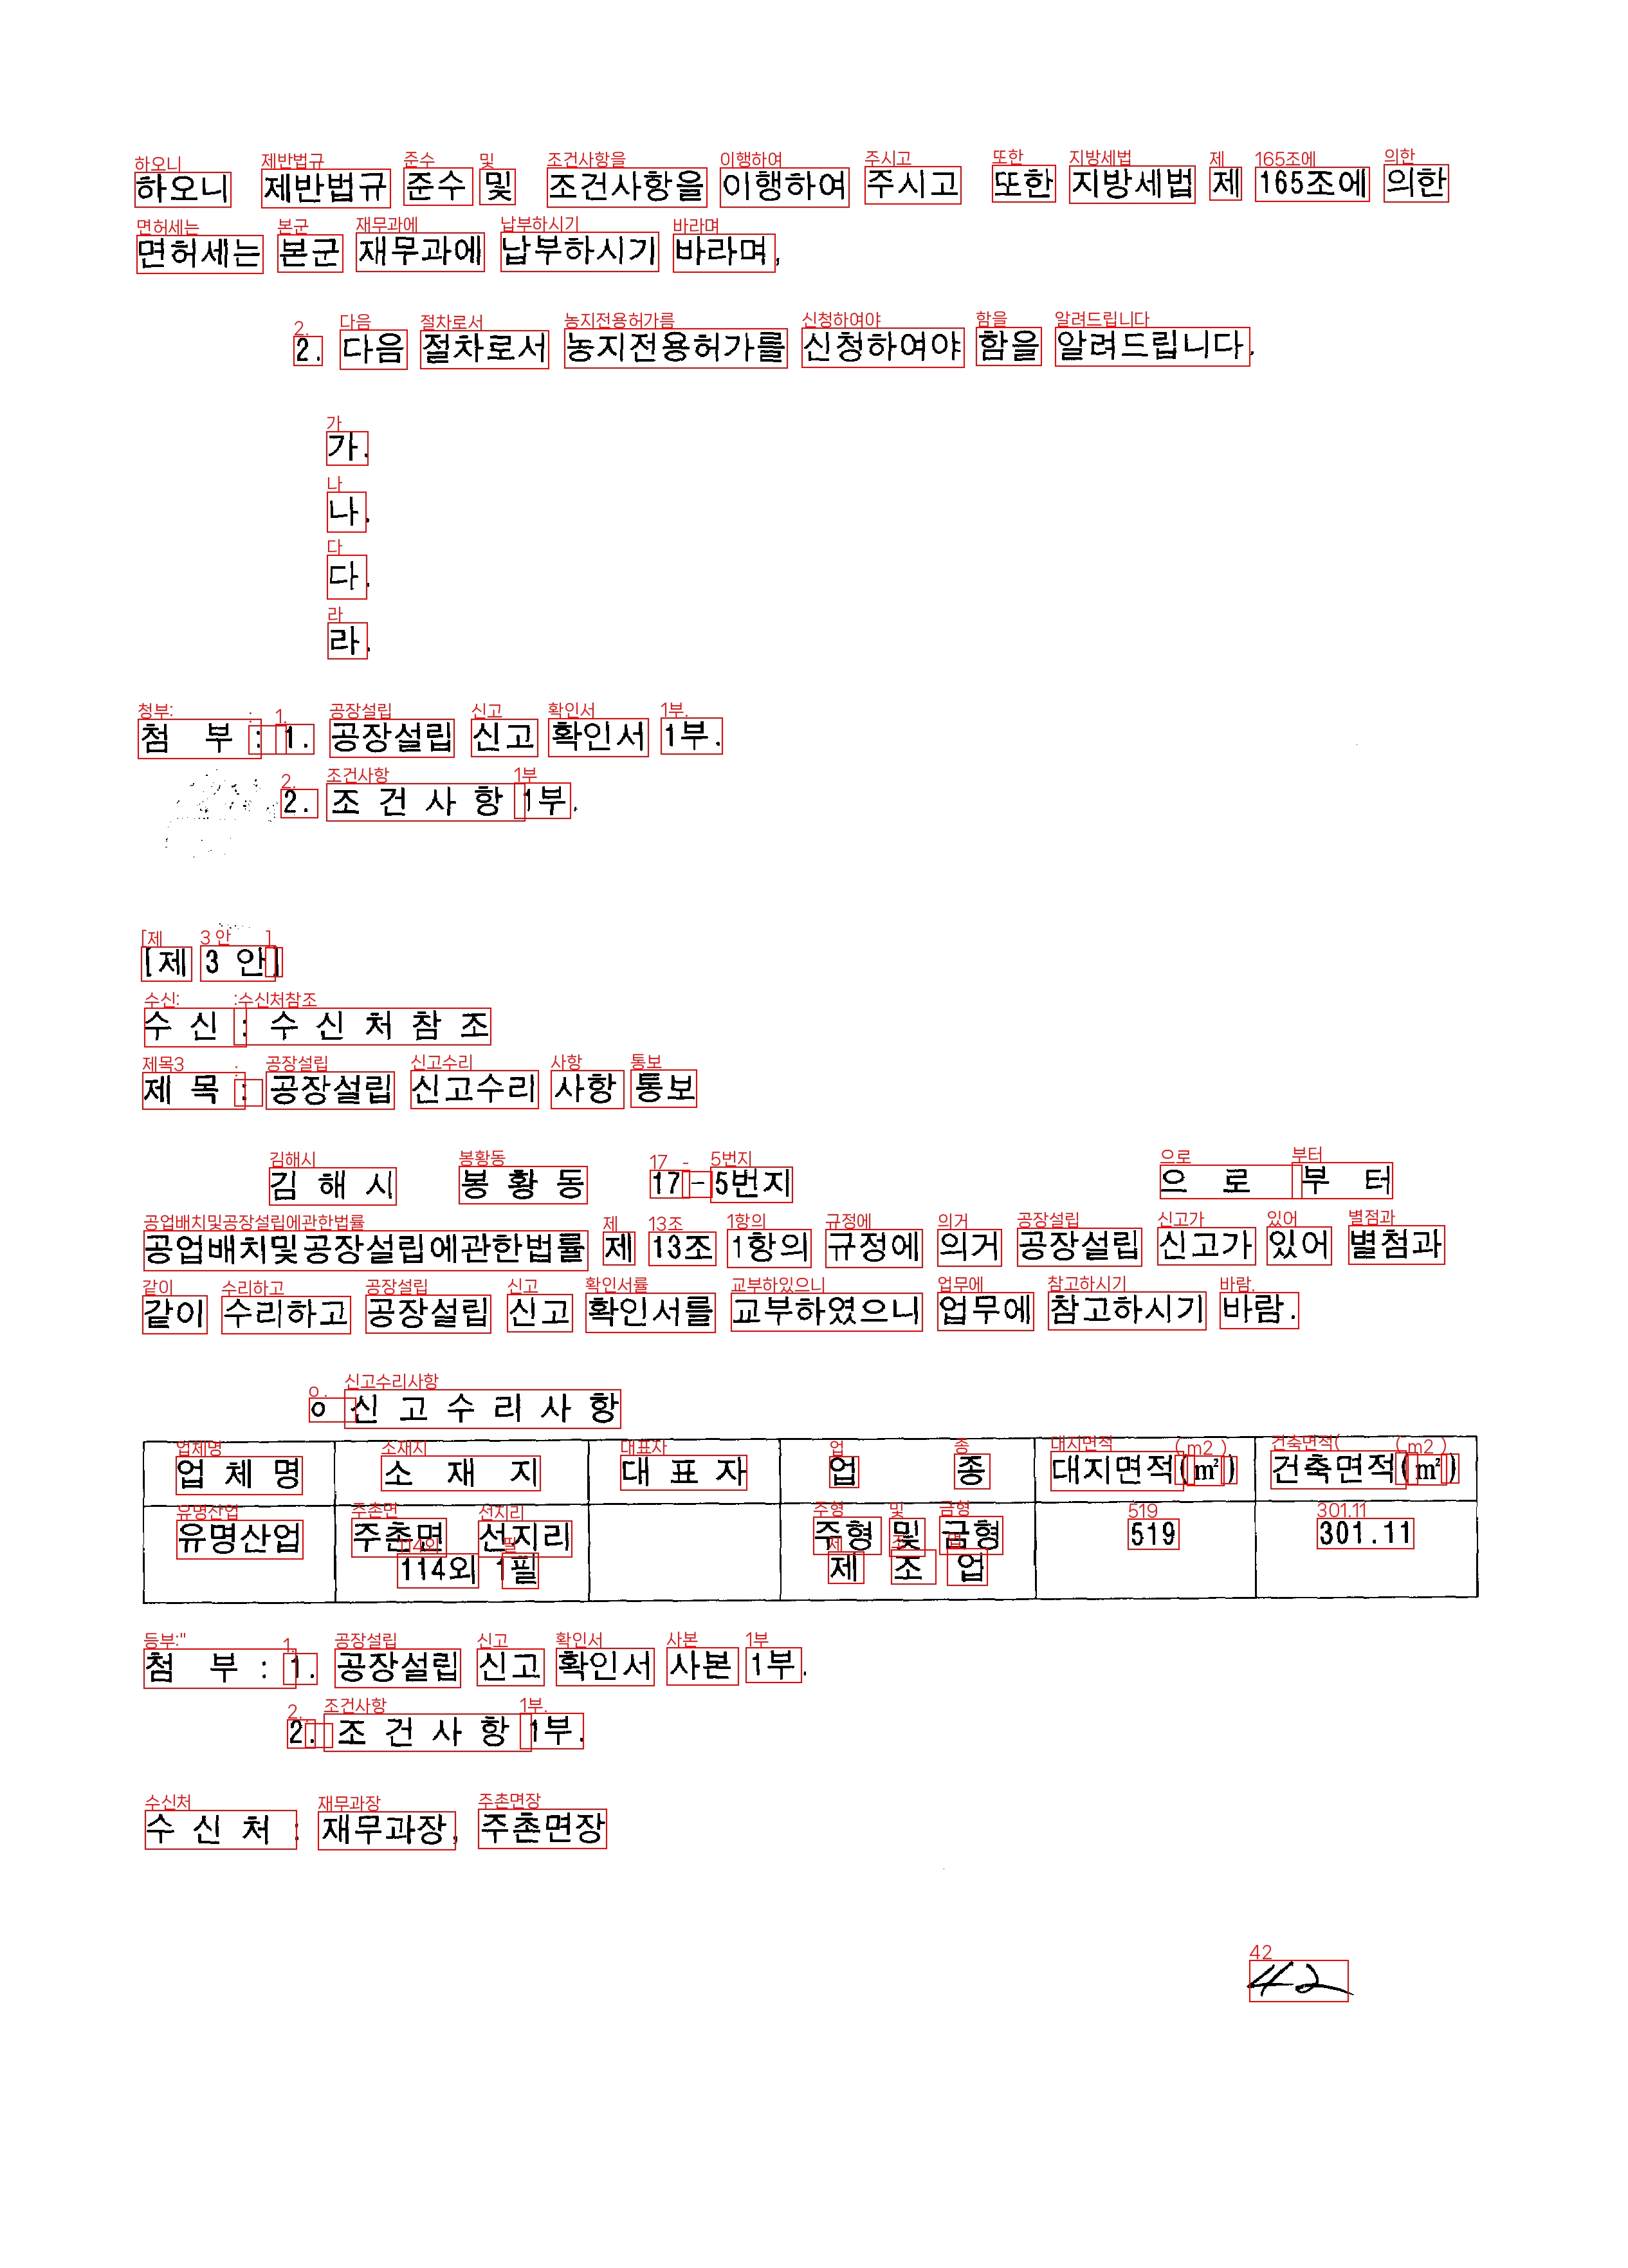 하오니 제반법규 준수 및 조건사항을 이행하여 주시고 또한 지방세법 제 165조에 의한
면허세는 본군 재무과에 납부하시기 바라며,
2. 다음 절차로서 농지전용허가를 신청하여야 함을 알려드립니다.
가.
나.
다.
라.
첨 부 : 1. 공장설립 신고 확인서 1부.
2. 조 건 사 항 1부.
[제 3 안]
수 신 : 수 신 처 참 조
제 목 : 공장설립 신고수리 사항 통보
김 해 시 봉 황 동 17-5번지 으 로 부 터
공업배치및공장설립에관한법률 제 13조 1항의 규정에 의거 공장설립 신고가 있어 별첨과
같이 수리하고 공장설립 신고 확인서를 교부하였으니 업무에 참고하시기 바람.
o 신 고 수 리 사 항
업 체 명 소 재 지 대 표 자 업 종 대지면적(㎡) 건축면적(㎡)
유명산업 주촌면 선지리 주형 및 금형 519 301.11
114외 1필 제 조 업
첨 부 : 1. 공장설립 신고 확인서 사본 1부.
2. 조 건 사 항 1부.
수 신 처 : 재무과장, 주촌면장
42